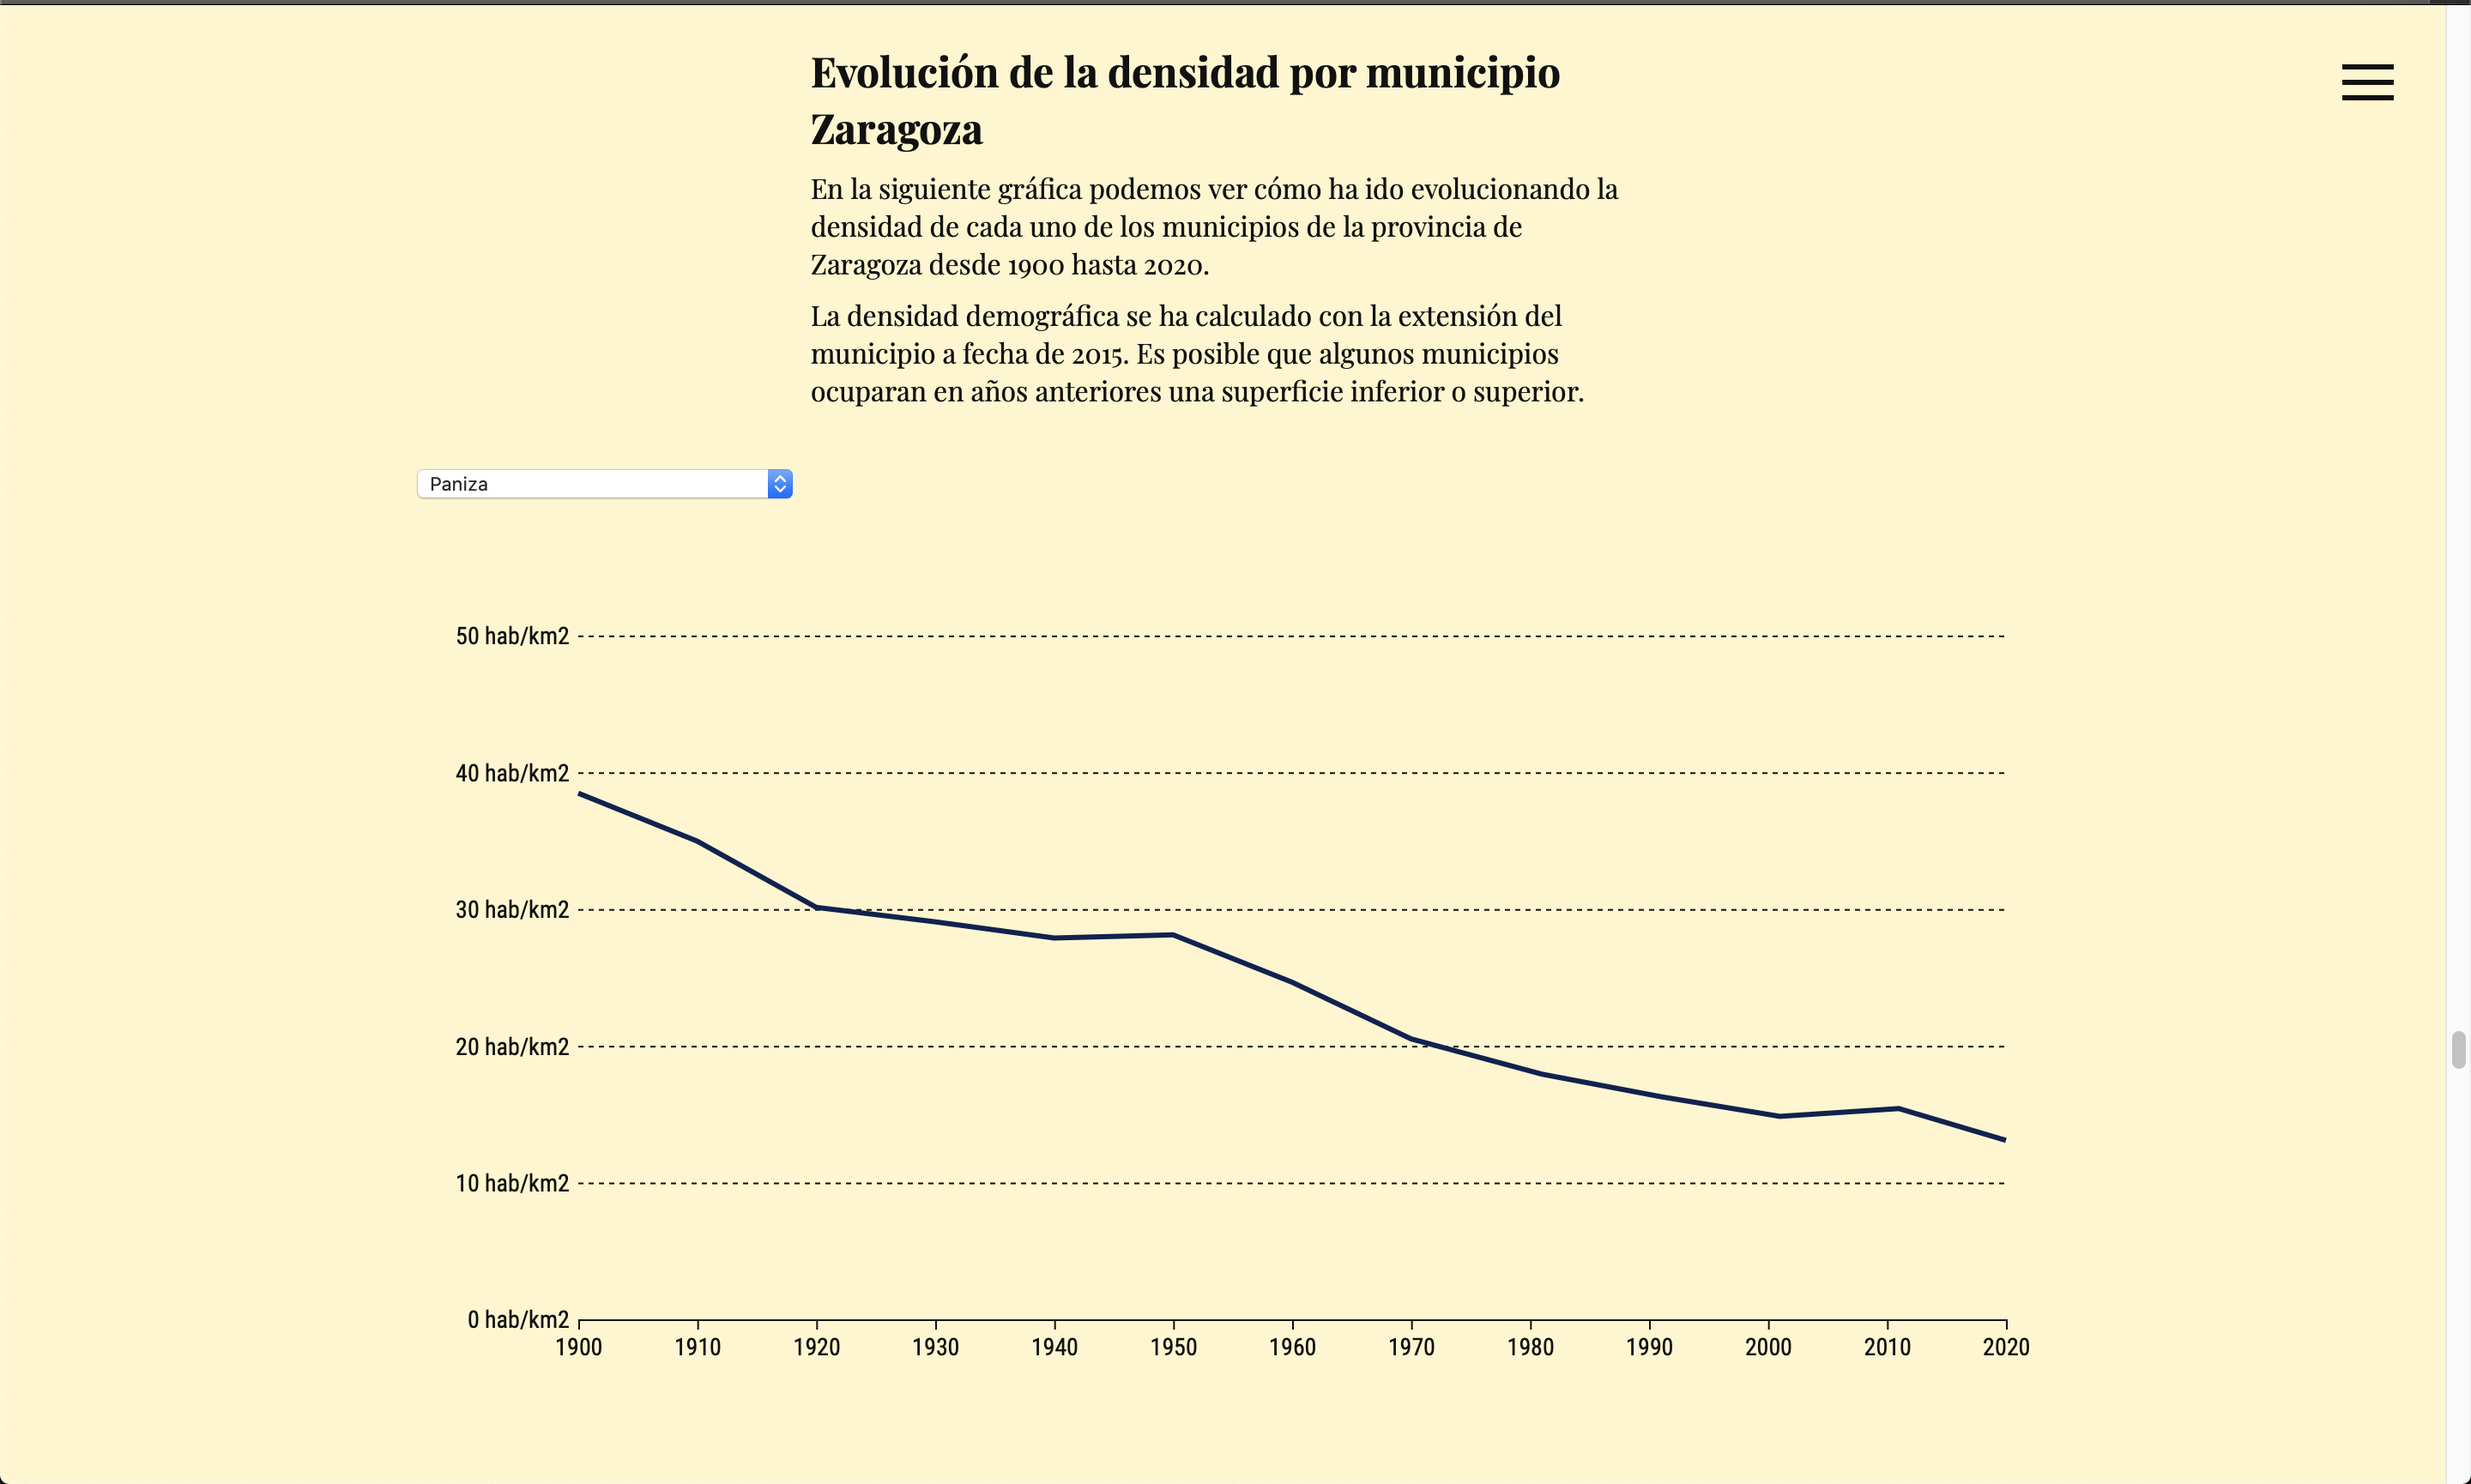 Evolución de la densidad por municipio
Zaragoza
En la siguiente gráfica podemos ver cómo ha ido evolucionando la
densidad de cada uno de los municipios de la provincia de
Zaragoza desde 1900 hasta 2020.
La densidad demográfica se ha calculado con la extensión del
municipio a fecha de 2015. Es posible que algunos municipios
ocuparan en años anteriores una superficie inferior o superior.
Paniza
50 hab/km2
40 hab/km2
30 hab/km2
20 hab/km2
10 hab/km2
0 hab/km2
1900 1910 1920 1930 1940 1950 1960 1970 1980 1990 2000 2010 2020